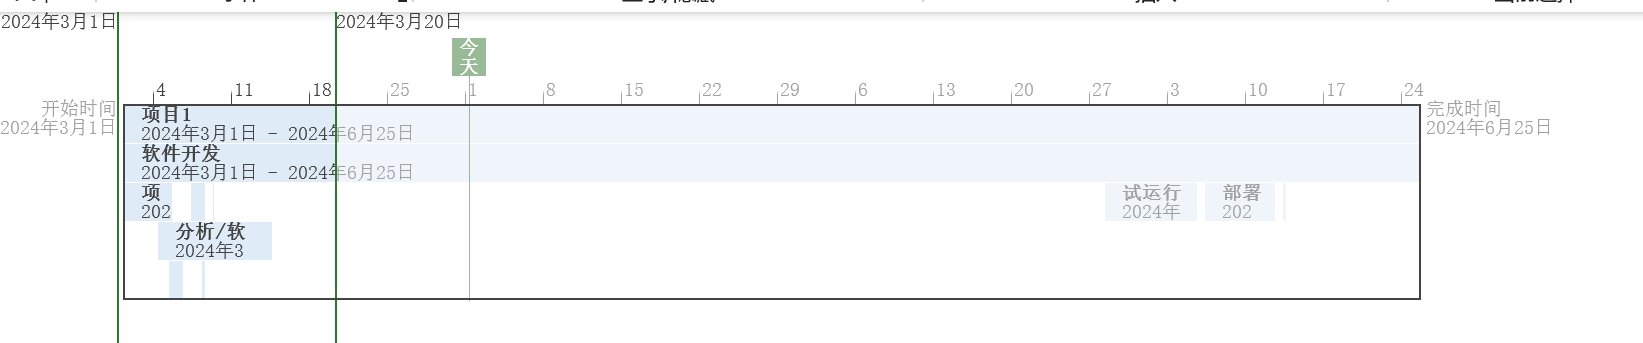 2024年3月1日
2024年3月20日
今
天
4 11 18 25 1 8 15 22 29 6 13 20 27 3 10 17 24
开始时间
2024年3月1日
完成时间
2024年6月25日
项目1
2024年3月1日 - 2024年6月25日
软件开发
2024年3月1日 - 2024年6月25日
项
202
试运行
2024年
部署
202
分析/软
2024年3